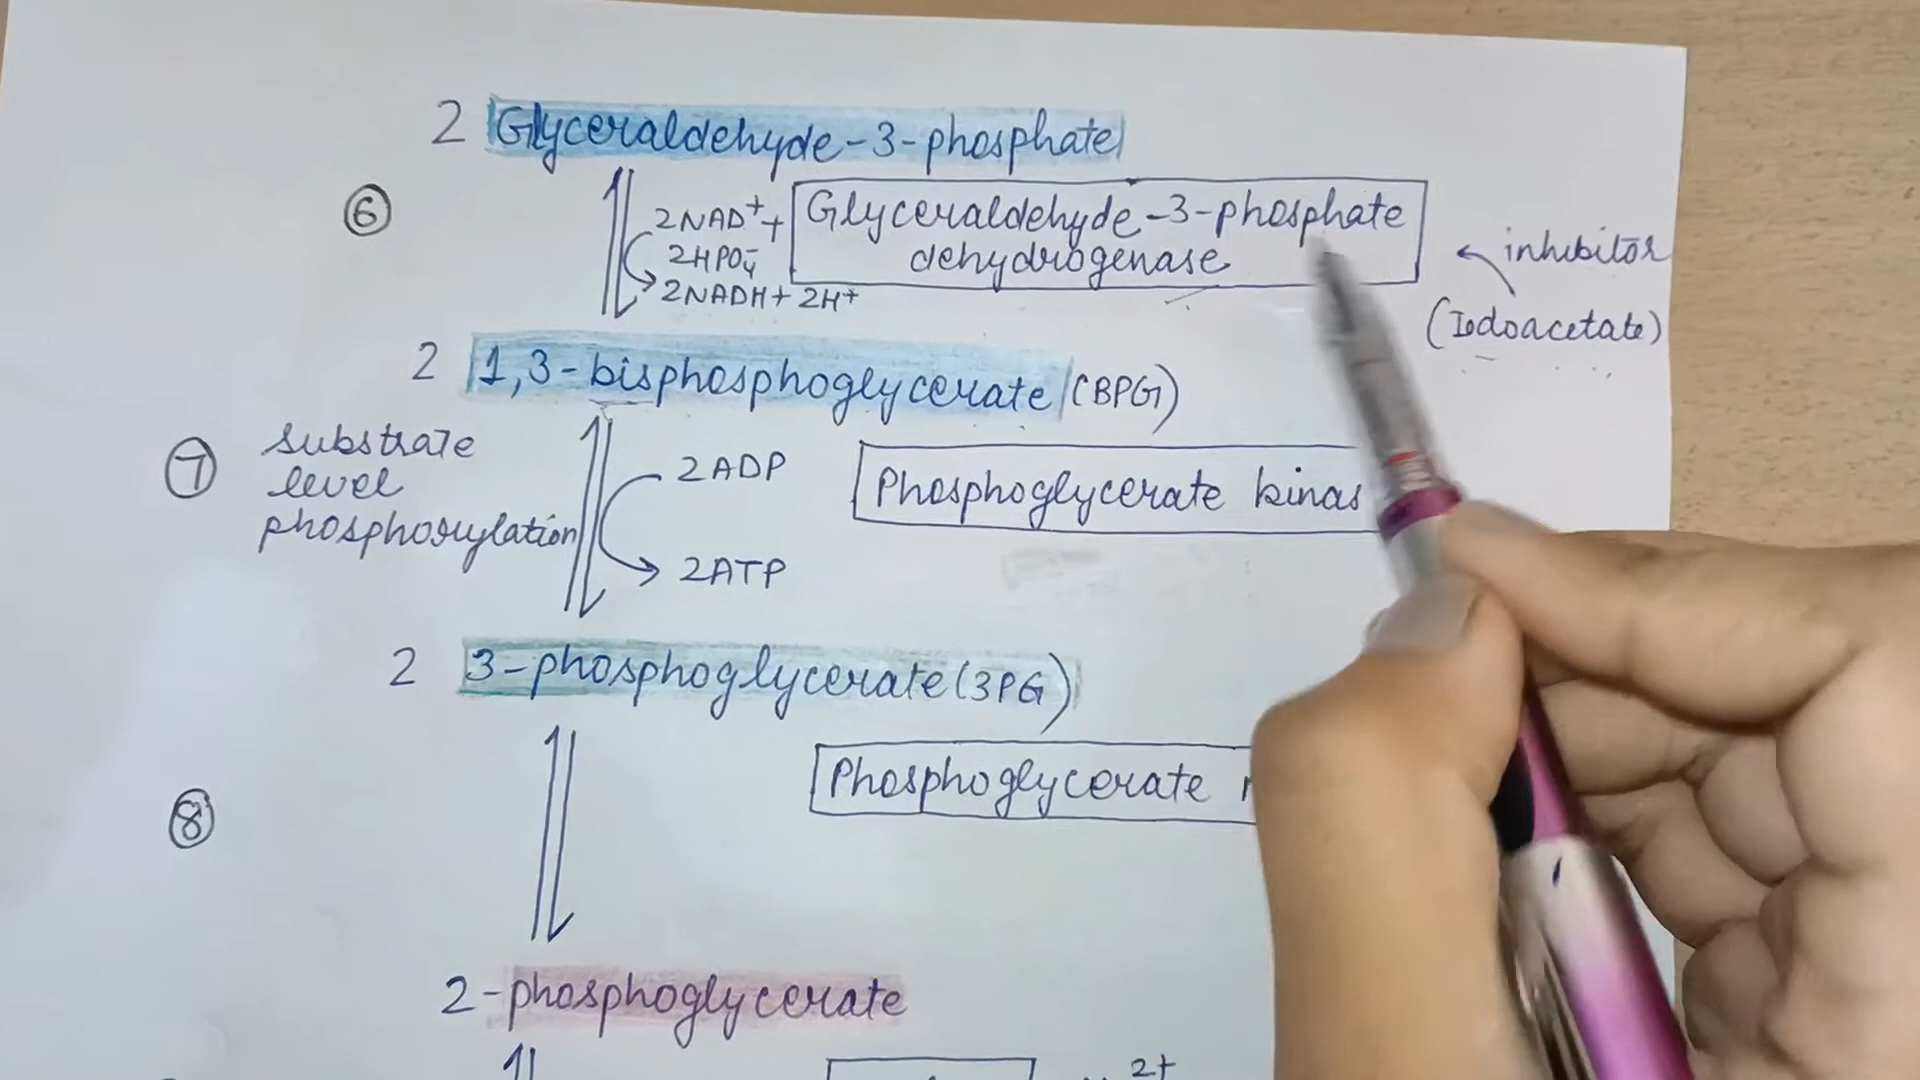 2 Glyceraldehyde-3-phosphate
6
2NAD⁺ +
2HPO₄⁻
2NADH + 2H⁺
Glyceraldehyde-3-phosphate
dehydrogenase
inhibitor
(Iodoacetate)
2 1,3-bisphosphoglycerate (BPG)
7
substrate
level
phosphorylation
2ADP
2ATP
Phosphoglycerate kinas
2 3-phosphoglycerate (3PG)
8
Phosphoglycerate
2-phosphoglycerate
2+